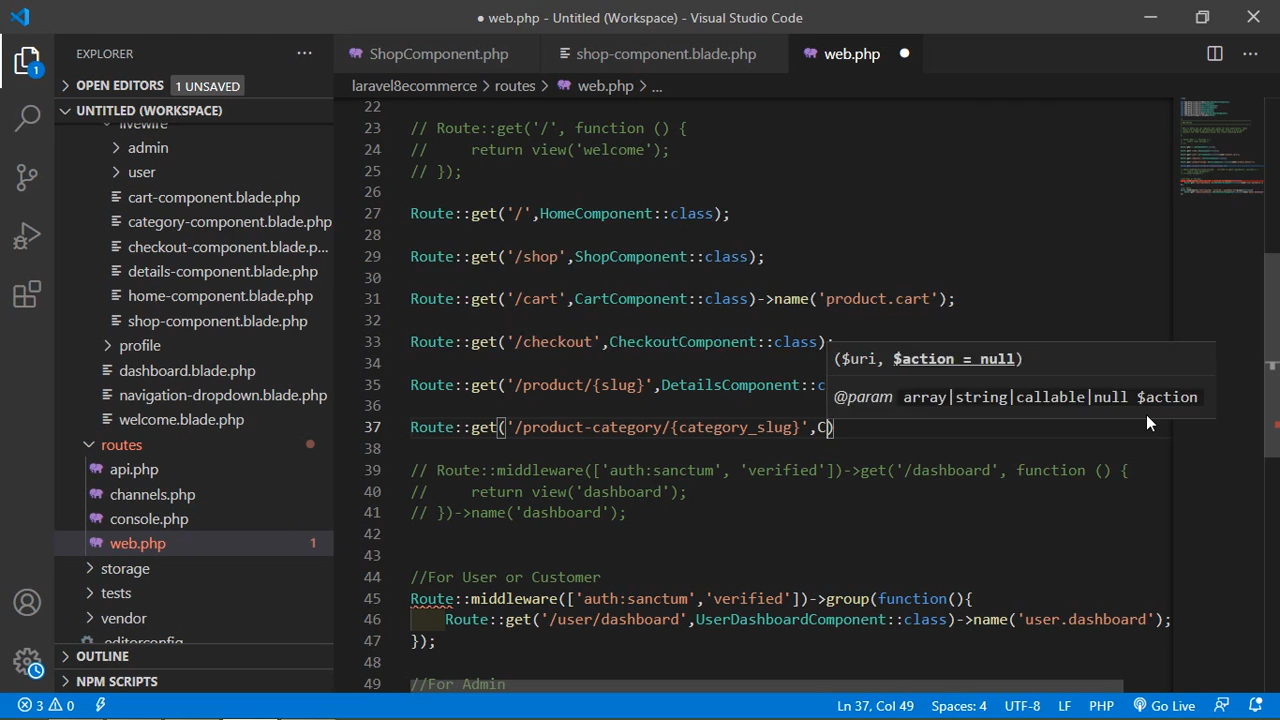 ● web.php - Untitled (Workspace) - Visual Studio Code
EXPLORER
ShopComponent.php
shop-component.blade.php
web.php
OPEN EDITORS 1 UNSAVED
laravel8ecommerce > routes > web.php > ...
UNTITLED (WORKSPACE)
livewire
admin
user
cart-component.blade.php
category-component.blade.php
checkout-component.blade.p...
details-component.blade.php
home-component.blade.php
shop-component.blade.php
profile
dashboard.blade.php
navigation-dropdown.blade.php
welcome.blade.php
routes
api.php
channels.php
console.php
web.php 1
storage
tests
vendor
.editorconfig
OUTLINE
NPM SCRIPTS
1
22
23 // Route::get('/', function () {
24 //     return view('welcome');
25 // });
26
27 Route::get('/',HomeComponent::class);
28
29 Route::get('/shop',ShopComponent::class);
30
31 Route::get('/cart',CartComponent::class)->name('product.cart');
32
33 Route::get('/checkout',CheckoutComponent::class);
34
35 Route::get('/product/{slug}',DetailsComponent::c
36
37 Route::get('/product-category/{category_slug}',C)
38
39 // Route::middleware(['auth:sanctum', 'verified'])->get('/dashboard', function () {
40 //     return view('dashboard');
41 // })->name('dashboard');
42
43
44 //For User or Customer
45 Route::middleware(['auth:sanctum','verified'])->group(function(){
46     Route::get('/user/dashboard',UserDashboardComponent::class)->name('user.dashboard');
47 });
48
49 //For Admin
($uri, $action = null)
@param array|string|callable|null $action
3 0
Ln 37, Col 49
Spaces: 4
UTF-8
LF
PHP
Go Live